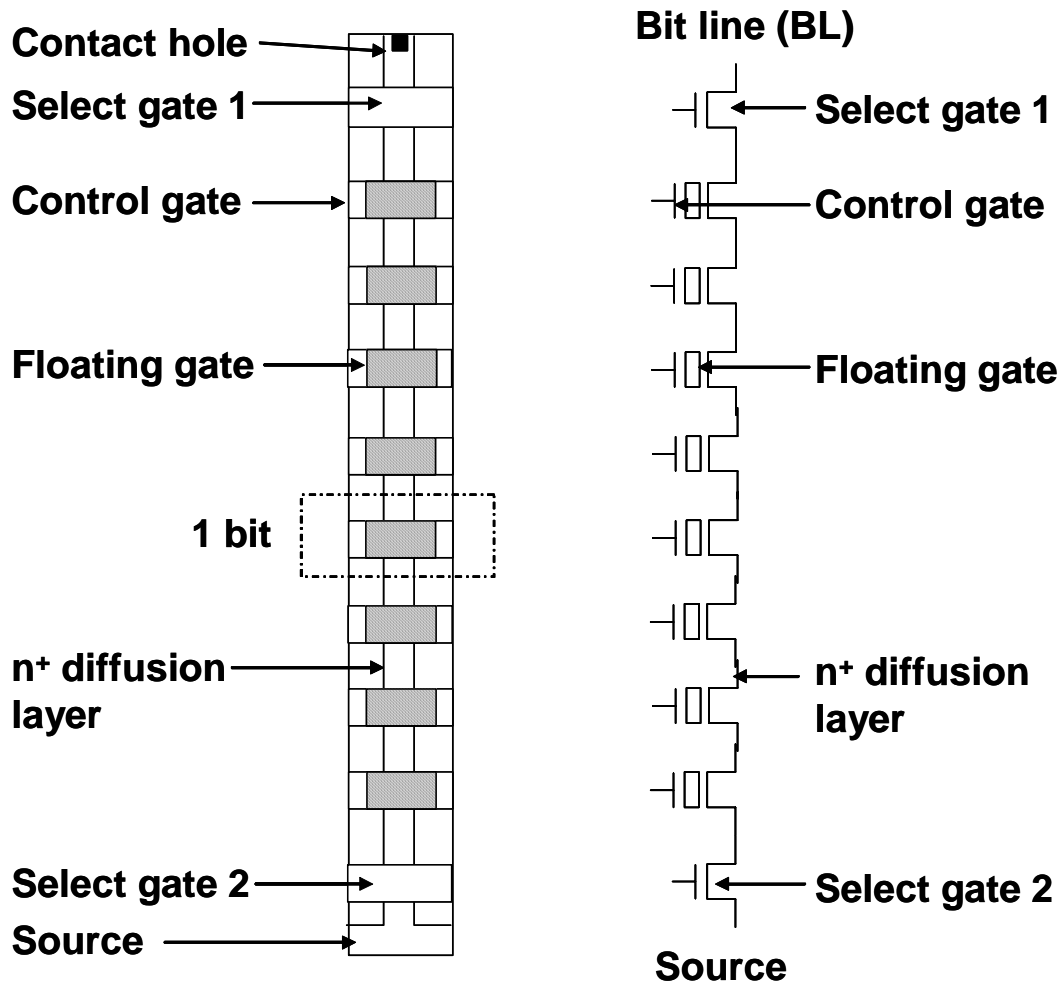 Contact hole
Select gate 1
Control gate
Floating gate
1 bit
n⁺ diffusion
layer
Select gate 2
Source
Bit line (BL)
Select gate 1
Control gate
Floating gate
n⁺ diffusion
layer
Select gate 2
Source